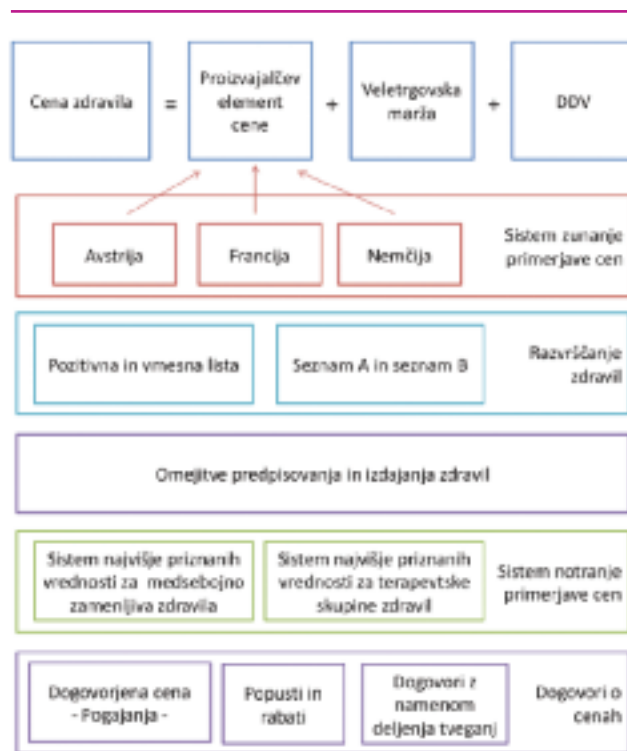 Cena zdravila
=
Proizvajalčev
element
cene
+
Veletrgovska
marža
+
DDV
Avstrija
Francija
Nemčija
Sistem zunanje
primerjave cen
Pozitivna in vmesna lista
Seznam A in seznam B
Razvrščanje
zdravil
Omejitve predpisovanja in izdajanja zdravil
Sistem najvišje priznanih
vrednosti za medsebojno
zamenljiva zdravila
Sistem najvišje priznanih
vrednosti za terapevtske
skupine zdravil
Sistem notranje
primerjave cen
Dogovorjena cena
- Pogajanja -
Popusti in
rabati
Dogovori z
namenom
deljenja tveganj
Dogovori o
cenah